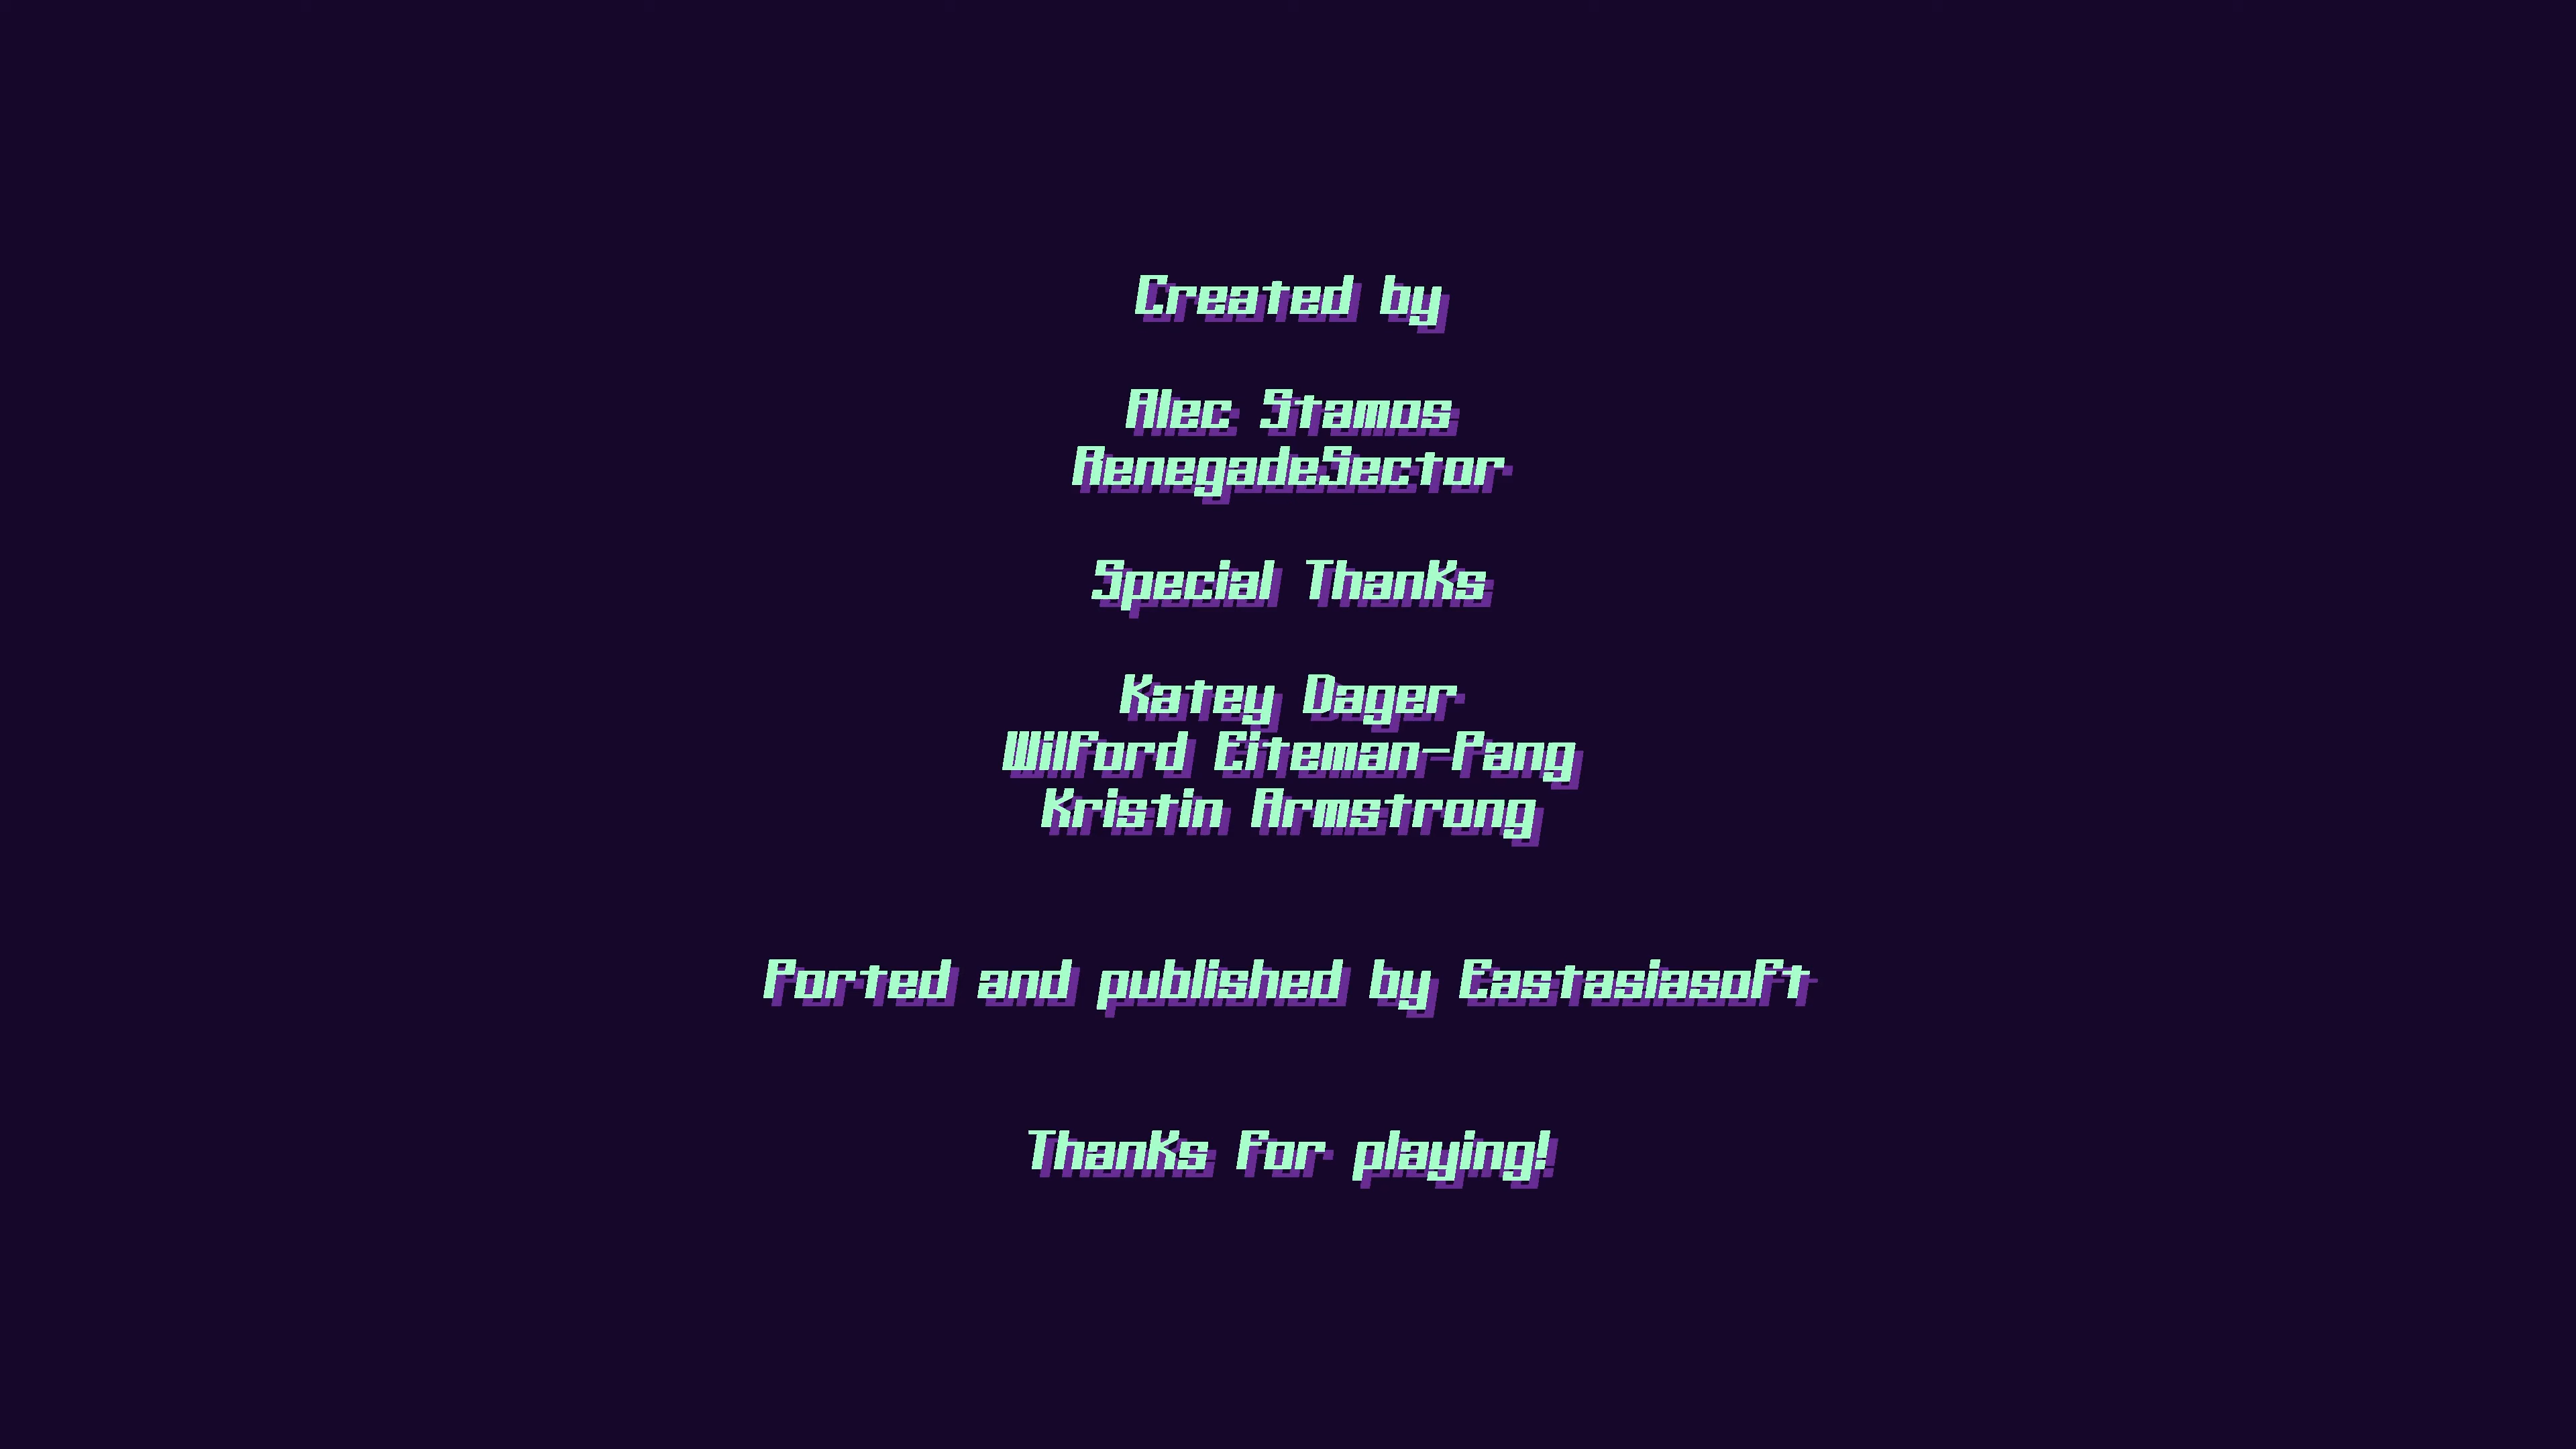 Created by
Alec Stamos
RenegadeSector
Special Thanks
Katey Dager
Wilford Eiteman-Pang
Kristin Armstrong
Ported and published by Eastasiasoft
Thanks for playing!